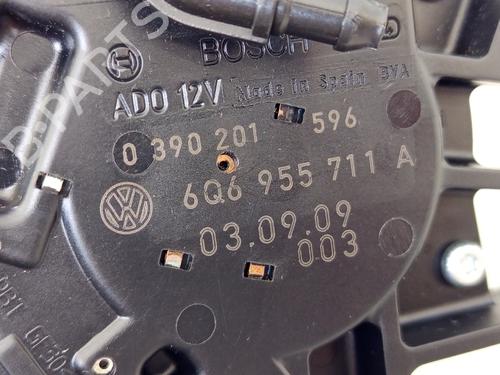 BOSCH
ADO 12V Made in Spain BVA
0 390 201 596
6Q6 955 711 A
03.09.09
003